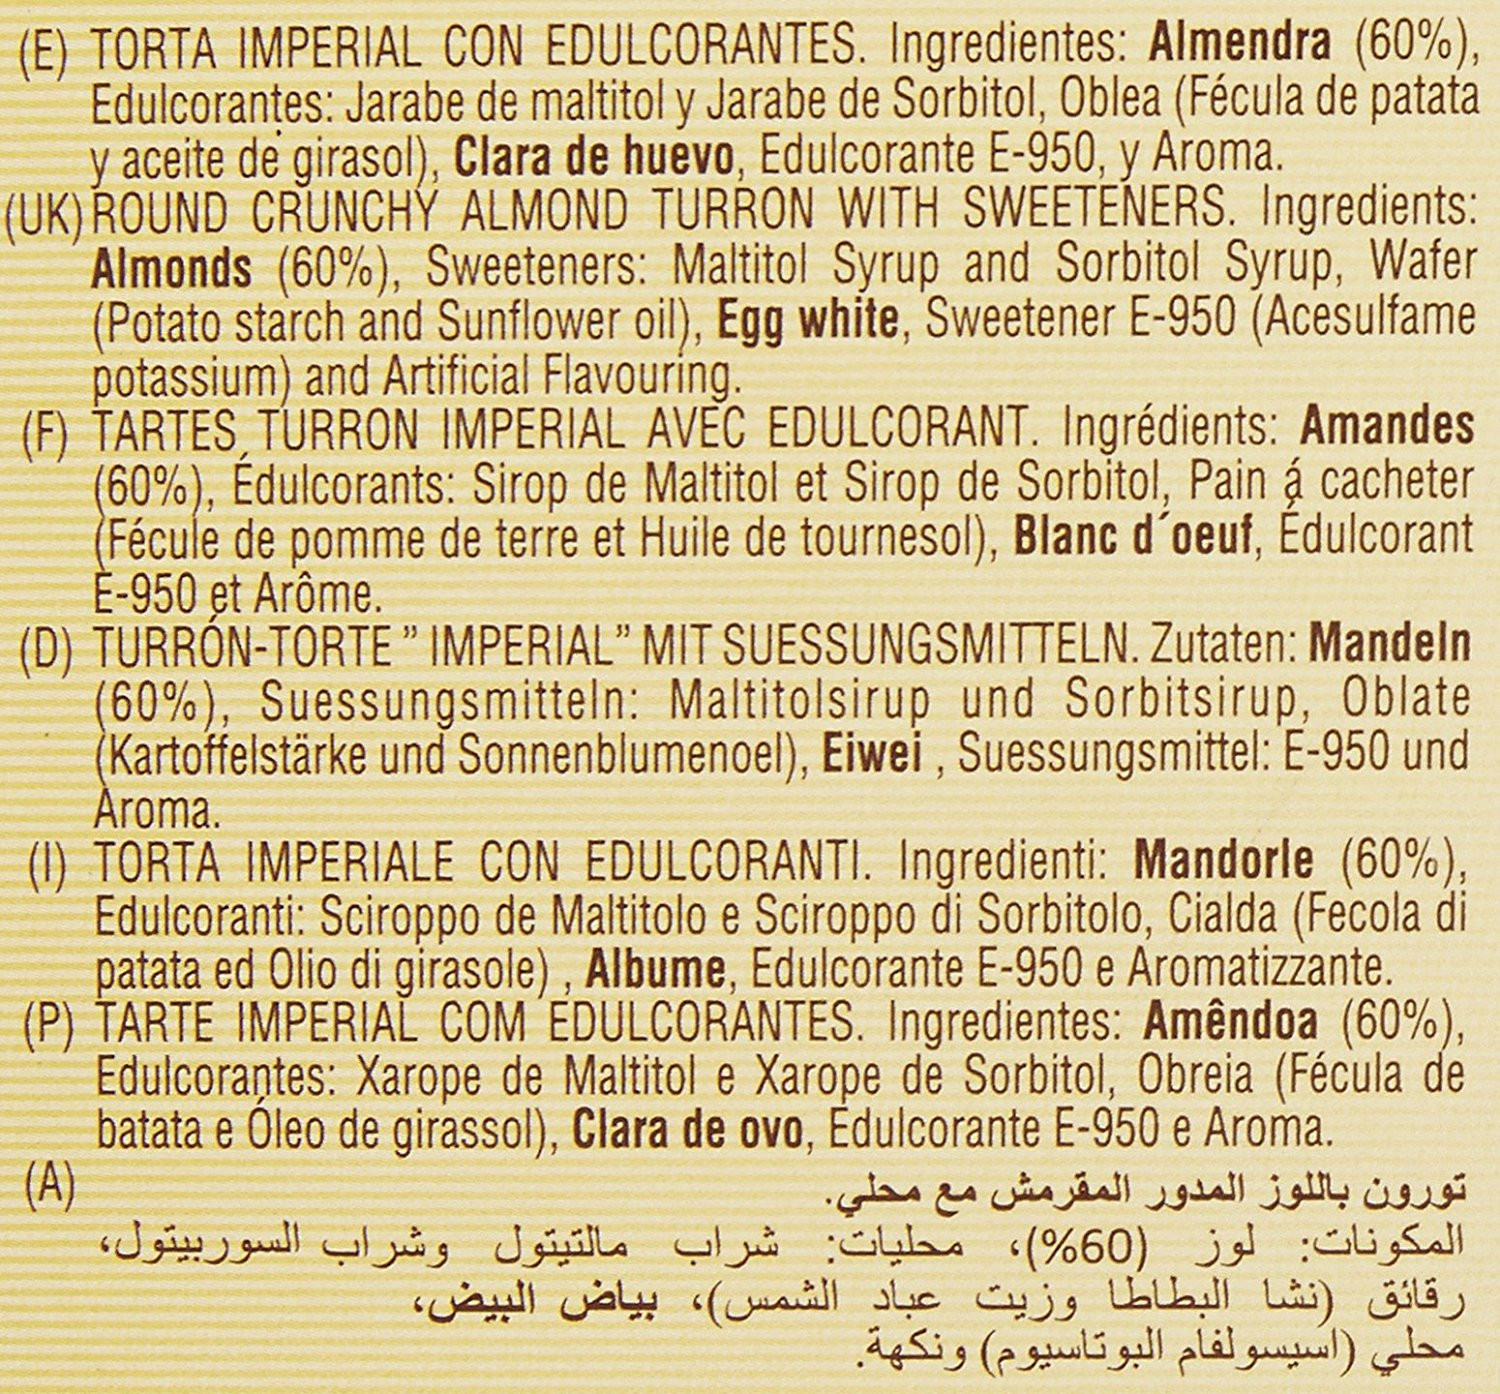 (E) TORTA IMPERIAL CON EDULCORANTES. Ingredientes: Almendra (60%),
Edulcorantes: Jarabe de maltitol y Jarabe de Sorbitol, Oblea (Fécula de patata
y aceite de girasol), Clara de huevo, Edulcorante E-950, y Aroma.
(UK) ROUND CRUNCHY ALMOND TURRON WITH SWEETENERS. Ingredients:
Almonds (60%), Sweeteners: Maltitol Syrup and Sorbitol Syrup, Wafer
(Potato starch and Sunflower oil), Egg white, Sweetener E-950 (Acesulfame
potassium) and Artificial Flavouring.
(F) TARTES TURRON IMPERIAL AVEC EDULCORANT. Ingrédients: Amandes
(60%), Édulcorants: Sirop de Maltitol et Sirop de Sorbitol, Pain á cacheter
(Fécule de pomme de terre et Huile de tournesol), Blanc d´oeuf, Édulcorant
E-950 et Arôme.
(D) TURRÓN-TORTE ” IMPERIAL” MIT SUESSUNGSMITTELN. Zutaten: Mandeln
(60%), Suessungsmitteln: Maltitolsirup und Sorbitsirup, Oblate
(Kartoffelstärke und Sonnenblumenoel), Eiwei , Suessungsmittel: E-950 und
Aroma.
(I) TORTA IMPERIALE CON EDULCORANTI. Ingredienti: Mandorle (60%),
Edulcoranti: Sciroppo de Maltitolo e Sciroppo di Sorbitolo, Cialda (Fecola di
patata ed Olio di girasole) , Albume, Edulcorante E-950 e Aromatizzante.
(P) TARTE IMPERIAL COM EDULCORANTES. Ingredientes: Amêndoa (60%),
Edulcorantes: Xarope de Maltitol e Xarope de Sorbitol, Obreia (Fécula de
batata e Óleo de girassol), Clara de ovo, Edulcorante E-950 e Aroma.
(A) تورون باللوز المدور المقرمش مع محلي.
المكونات: لوز (60%)، محليات: شراب مالتيتول وشراب السوربيتول،
رقائق (نشا البطاطا وزيت عباد الشمس)، بياض البيض،
محلي (اسيسولفام البوتاسيوم) ونكهة.